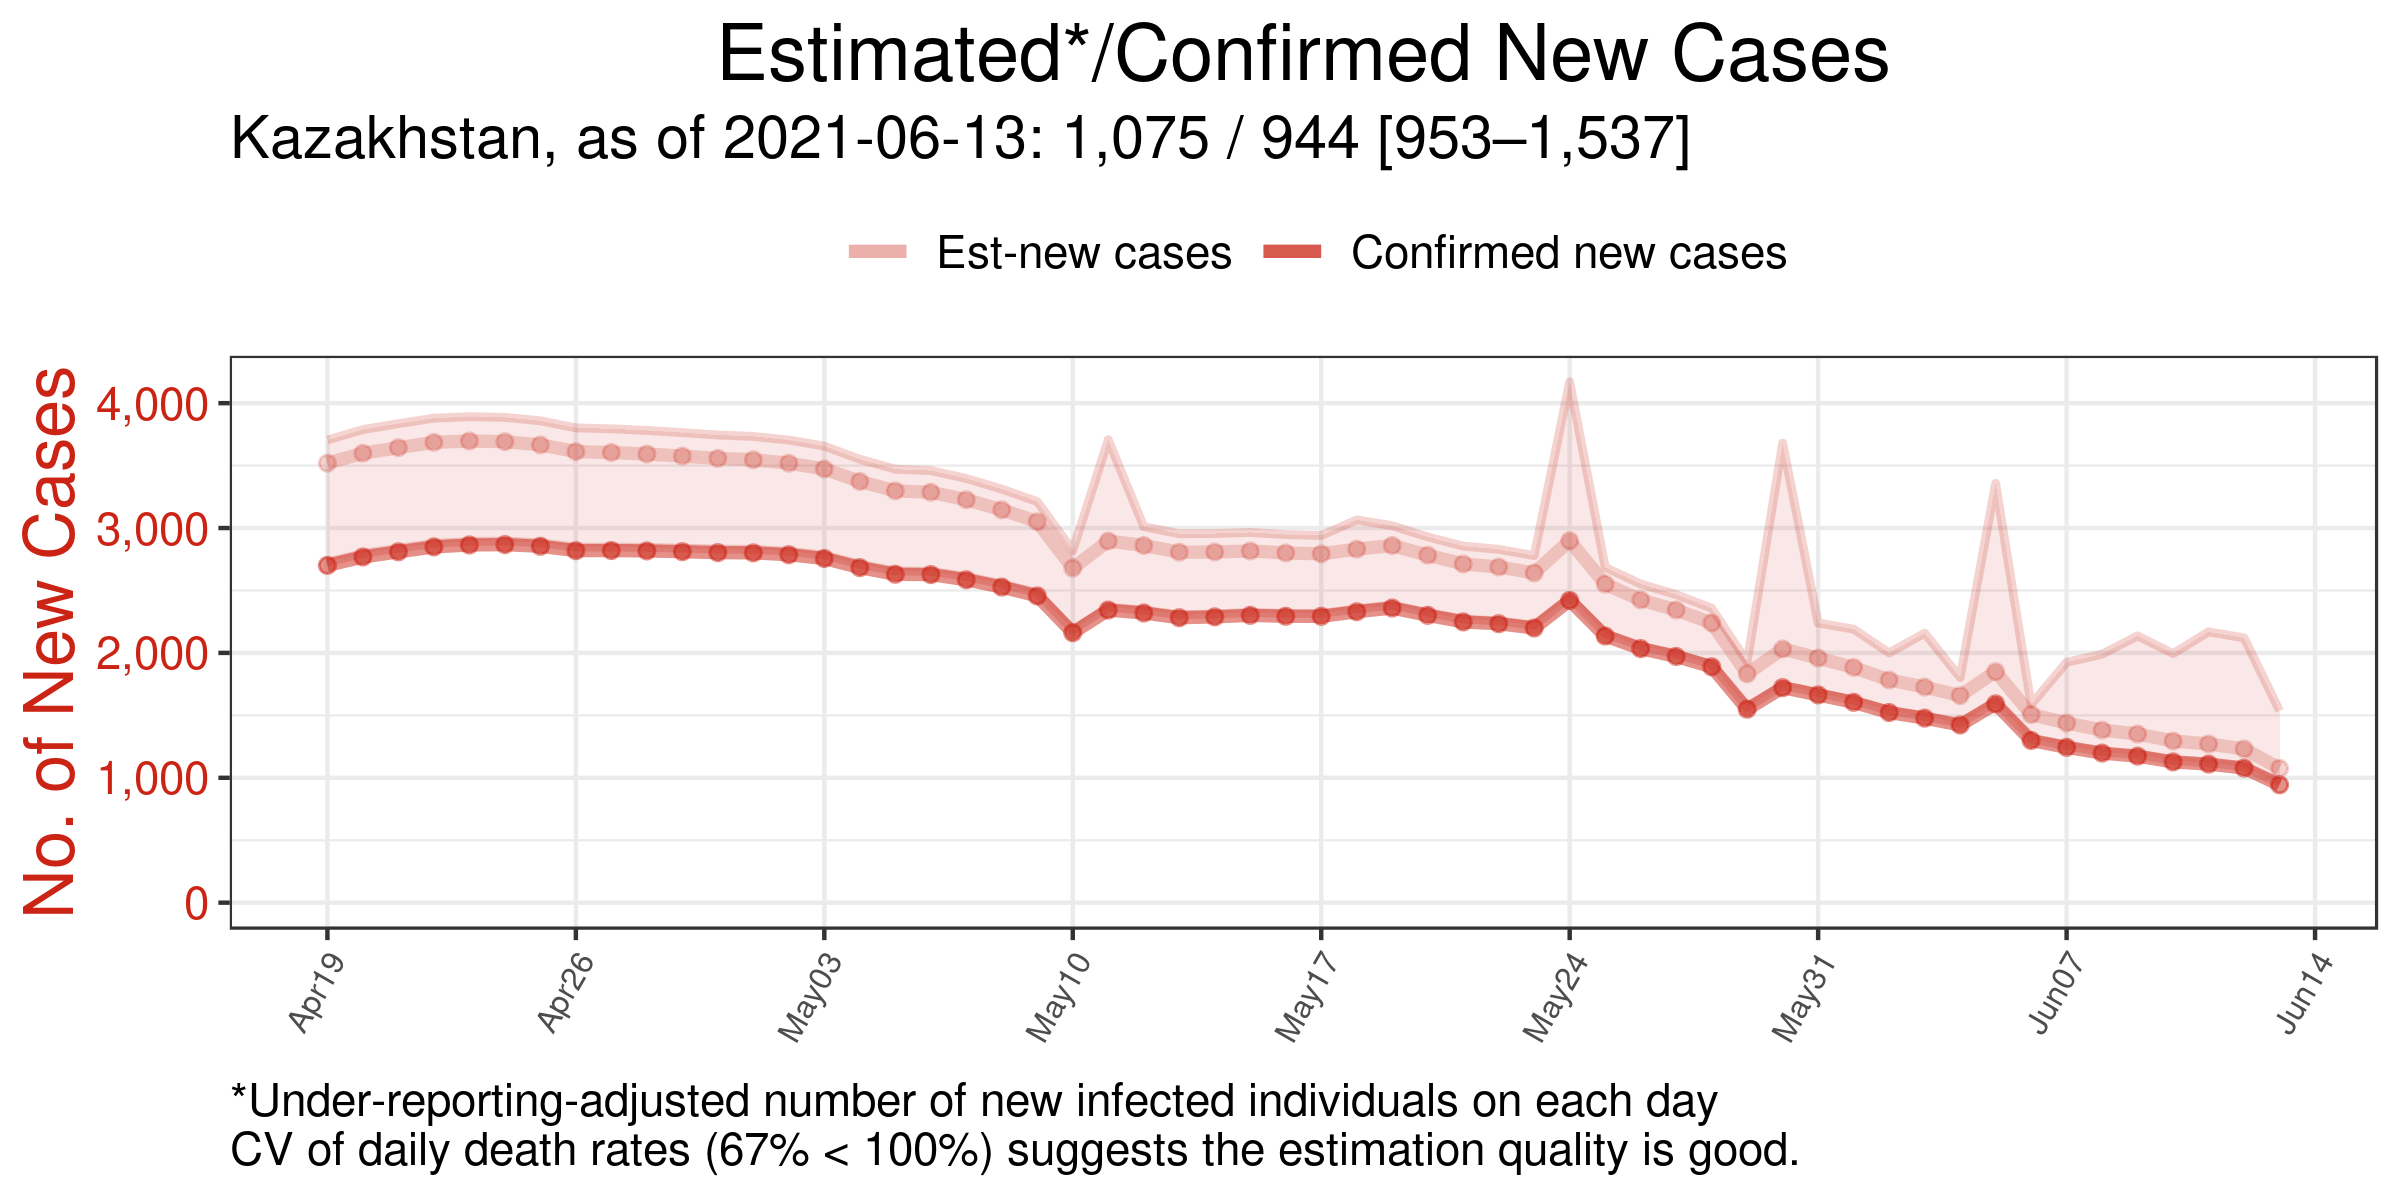 Estimated*/Confirmed New Cases
Kazakhstan, as of 2021-06-13: 1,075 / 944 [953–1,537]
Est-new cases
Confirmed new cases
No. of New Cases
4,000
3,000
2,000
1,000
0
Apr19
Apr26
May03
May10
May17
May24
May31
Jun07
Jun14
*Under-reporting-adjusted number of new infected individuals on each day
CV of daily death rates (67% < 100%) suggests the estimation quality is good.